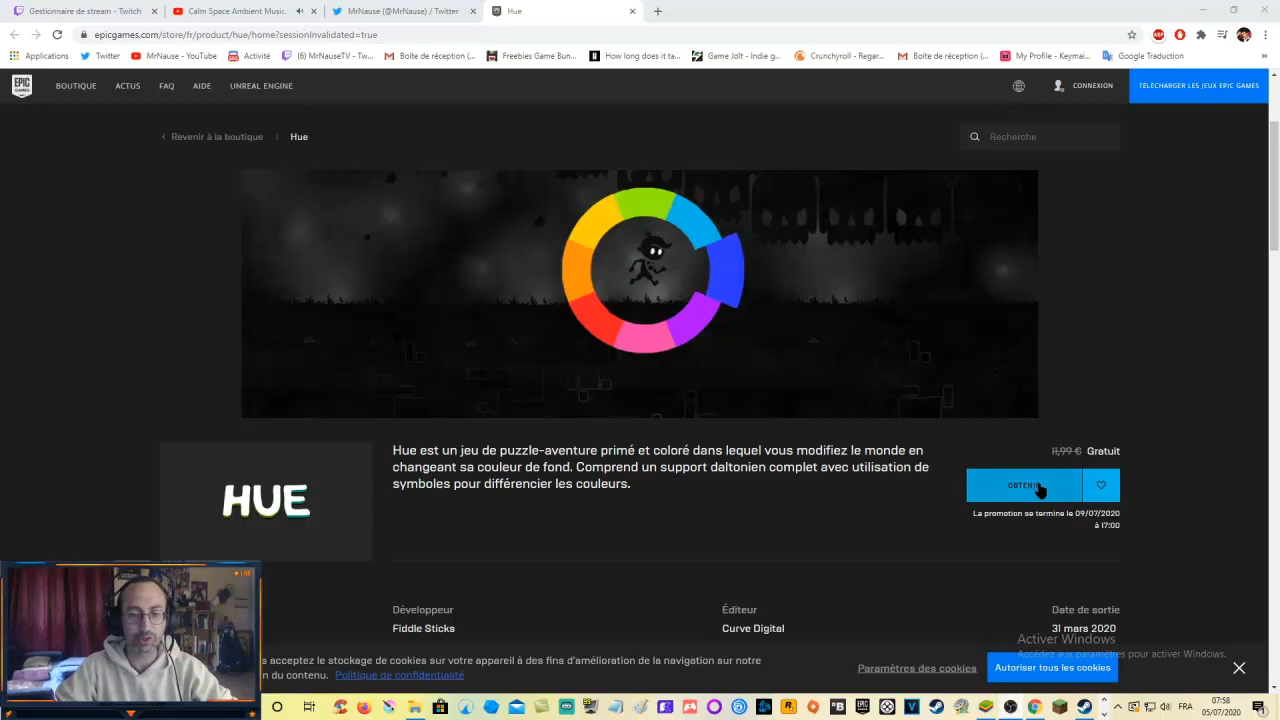 Gestionnaire de stream - Twitch
Calm Space Ambient Music.
MrNause (@MrNause) / Twitter
Hue
epicgames.com/store/fr/product/hue/home?sessionInvalidated=true
Applications
Twitter
MrNause - YouTube
Activité
(6) MrNauseTV - Twitc
Boîte de réception (...
Freebies Game Bun...
How long does it ta...
Game Jolt - Indie g...
Crunchyroll - Regar...
Boîte de réception (...
My Profile - Keymai...
Google Traduction
EPIC GAMES
BOUTIQUE
ACTUS
FAQ
AIDE
UNREAL ENGINE
CONNEXION
TÉLÉCHARGER LES JEUX EPIC GAMES
Revenir à la boutique
Hue
Recherche
Hue est un jeu de puzzle-aventure primé et coloré dans lequel vous modifiez le monde en
changeant sa couleur de fond. Comprend un support daltonien complet avec utilisation de
symboles pour différencier les couleurs.
11,99 € Gratuit
OBTENIR
La promotion se termine le 09/07/2020
à 17:00
HUE
LIVE
Développeur
Éditeur
Date de sortie
Fiddle Sticks
Curve Digital
31 mars 2020
Activer Windows
Accédez aux paramètres pour activer Windows.
s acceptez le stockage de cookies sur votre appareil à des fins d'amélioration de la navigation sur notre
n du contenu. Politique de confidentialité
Paramètres des cookies
Autoriser tous les cookies
FRA
07:58
05/07/2020